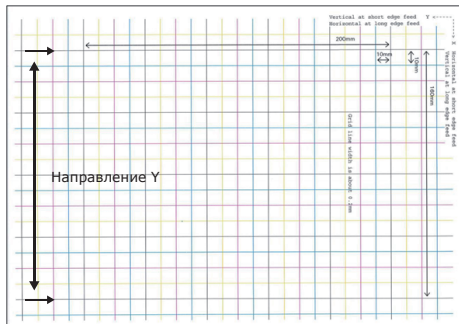 Vertical at short edge feed Y
Horizontal at long edge feed
X
Horizontal at short edge feed
Vertical at long edge feed
200mm
10mm
10mm
160mm
Grid line width is about 0.2mm
Направление Y